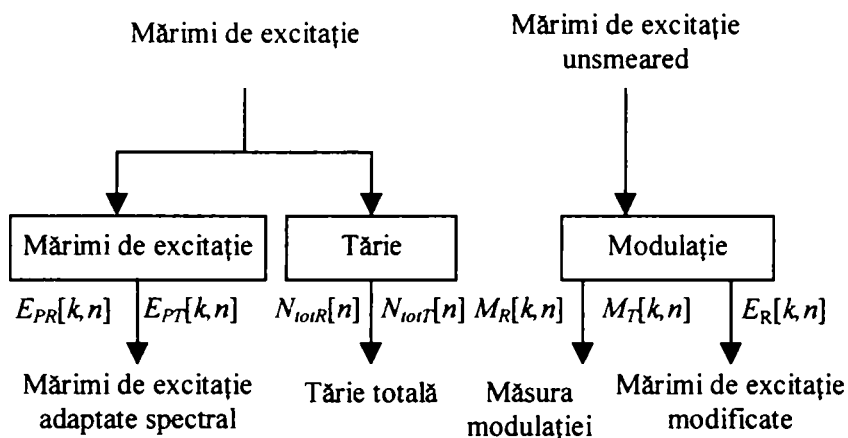 Mărimi de excitație
Mărimi de excitație
unsmeared
Mărimi de excitație
Tărie
Modulație
E_PR[k,n] E_PT[k,n]
N_totR[n] N_totT[n]
M_R[k,n] M_T[k,n] E_R[k,n]
Mărimi de excitație
adaptate spectral
Tărie totală
Măsura
modulației
Mărimi de excitație
modificate